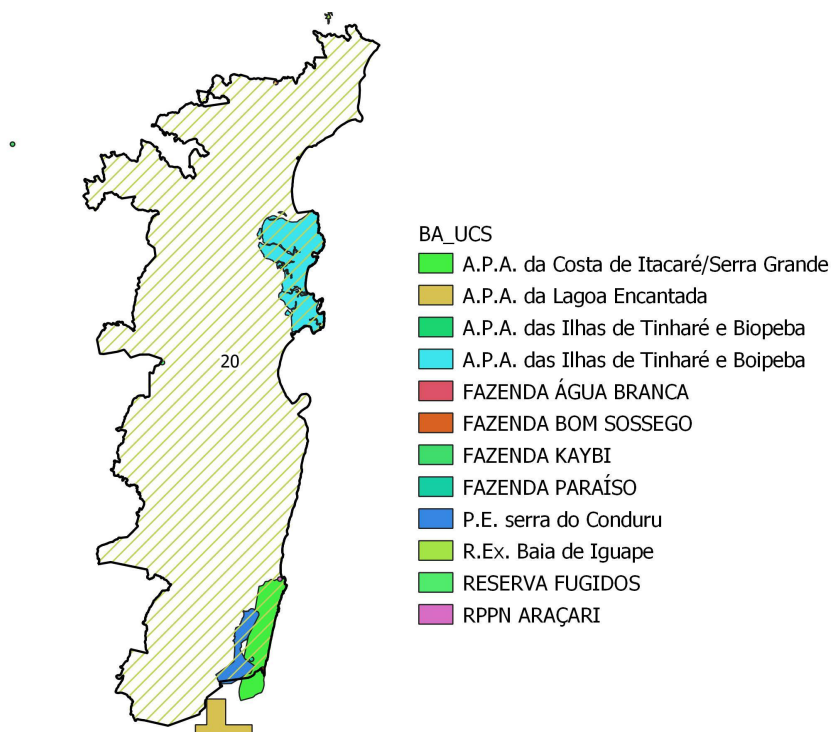 BA_UCS
A.P.A. da Costa de Itacaré/Serra Grande
A.P.A. da Lagoa Encantada
A.P.A. das Ilhas de Tinharé e Biopeba
A.P.A. das Ilhas de Tinharé e Boipeba
20
FAZENDA ÁGUA BRANCA
FAZENDA BOM SOSSEGO
FAZENDA KAYBI
FAZENDA PARAÍSO
P.E. serra do Conduru
R.Ex. Baia de Iguape
RESERVA FUGIDOS
RPPN ARAÇARI